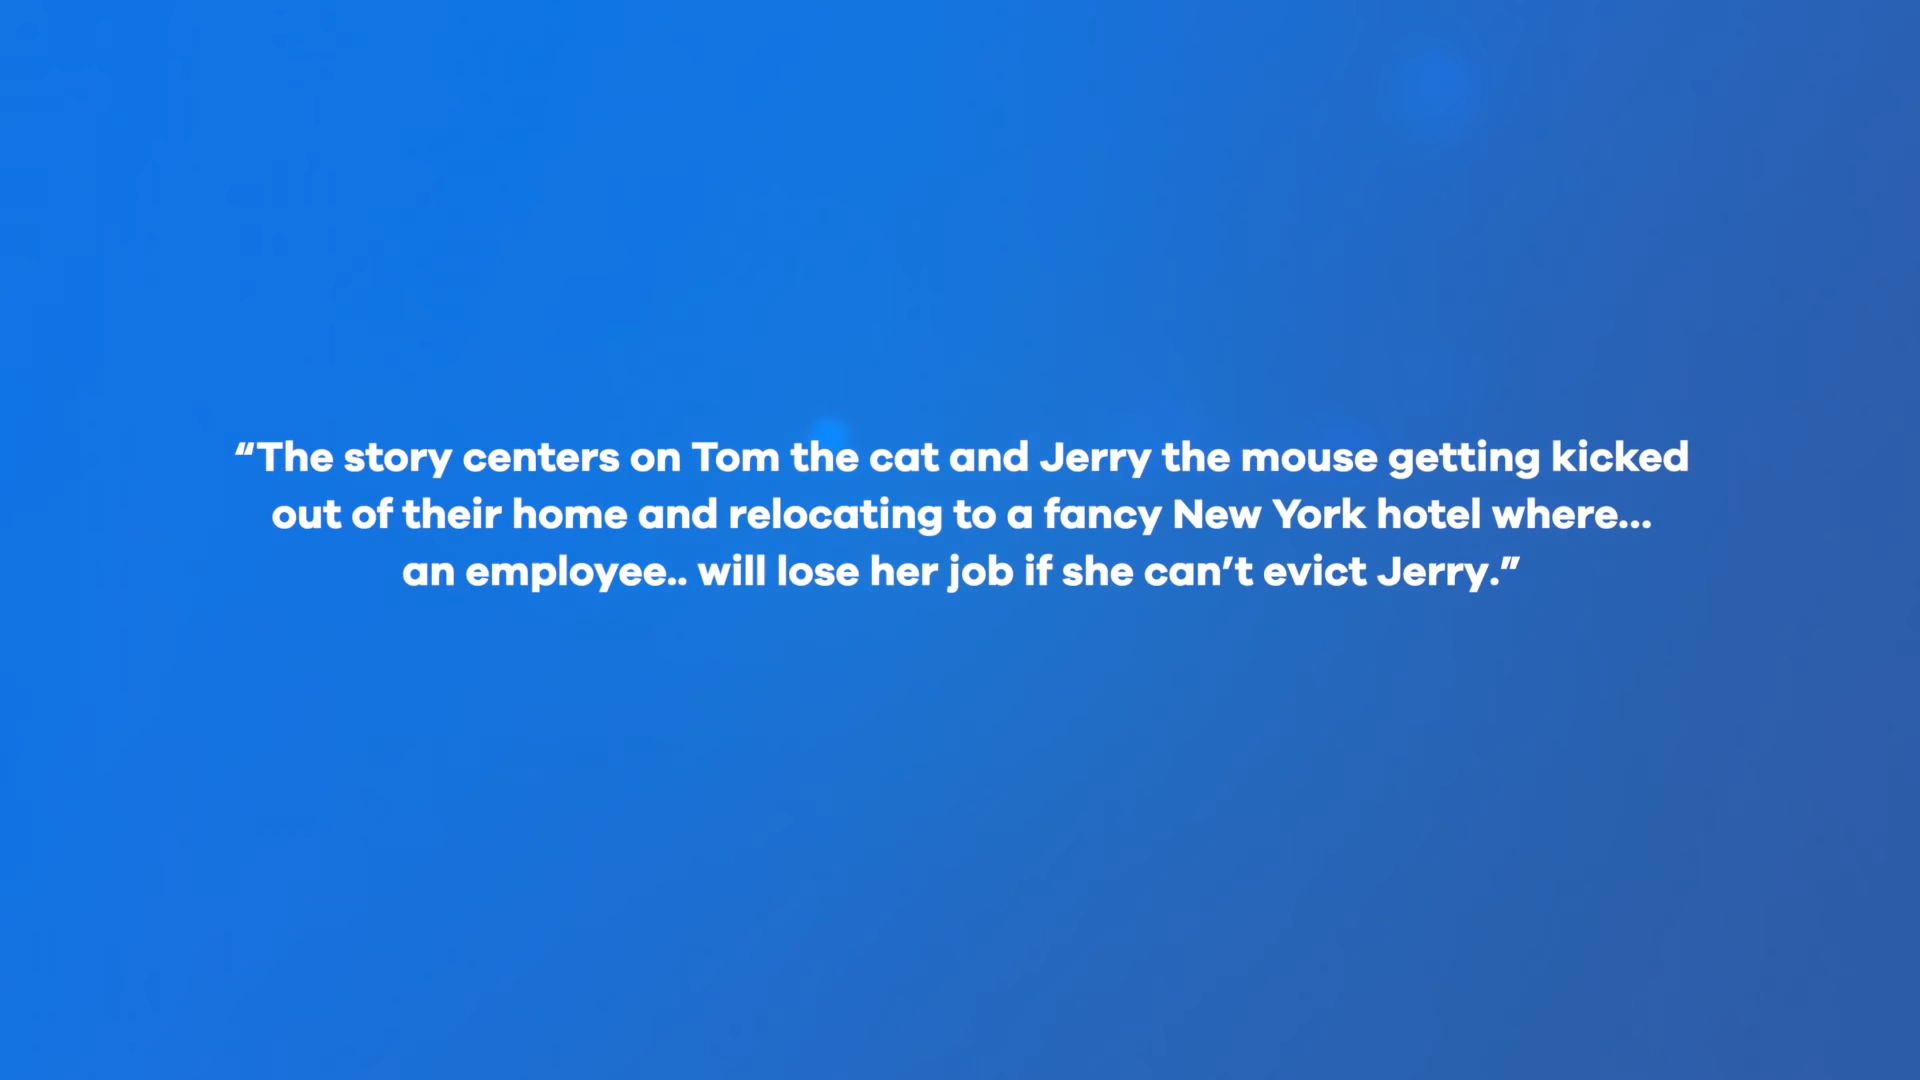 “The story centers on Tom the cat and Jerry the mouse getting kicked
out of their home and relocating to a fancy New York hotel where...
an employee.. will lose her job if she can’t evict Jerry.”